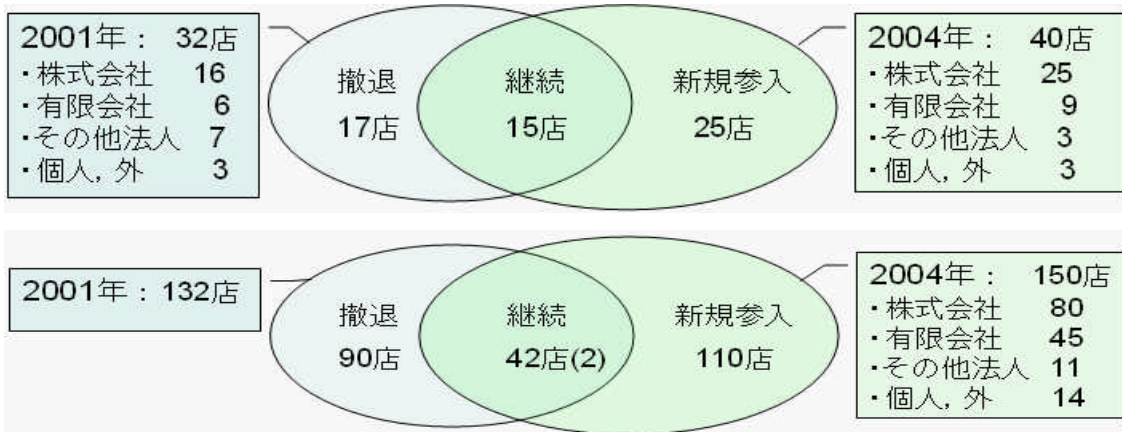 2001年： 32店
・株式会社 16
・有限会社 6
・その他法人 7
・個人, 外 3
撤退
17店
継続
15店
新規参入
25店
2004年： 40店
・株式会社 25
・有限会社 9
・その他法人 3
・個人, 外 3
2001年：132店
撤退
90店
継続
42店(2)
新規参入
110店
2004年： 150店
・株式会社 80
・有限会社 45
・その他法人 11
・個人, 外 14